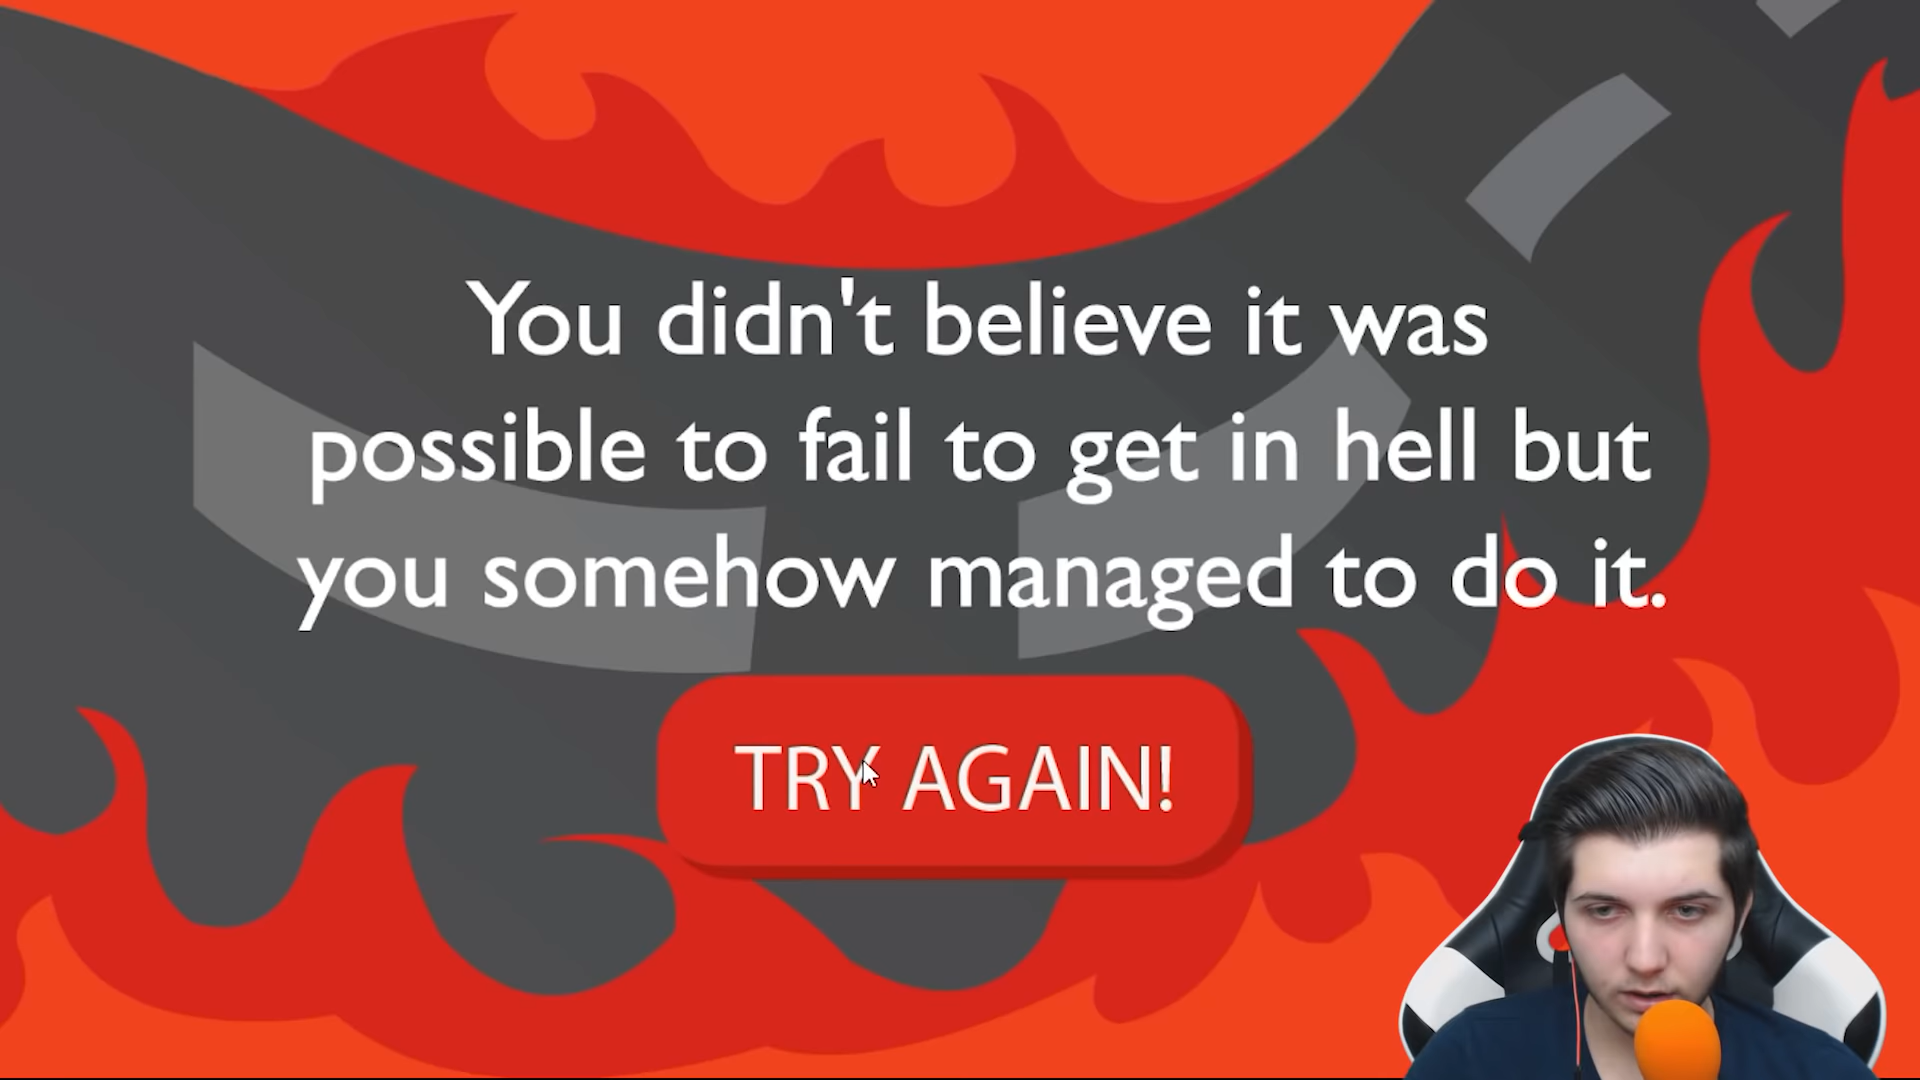 You didn't believe it was
possible to fail to get in hell but
you somehow managed to do it.
TRY AGAIN!